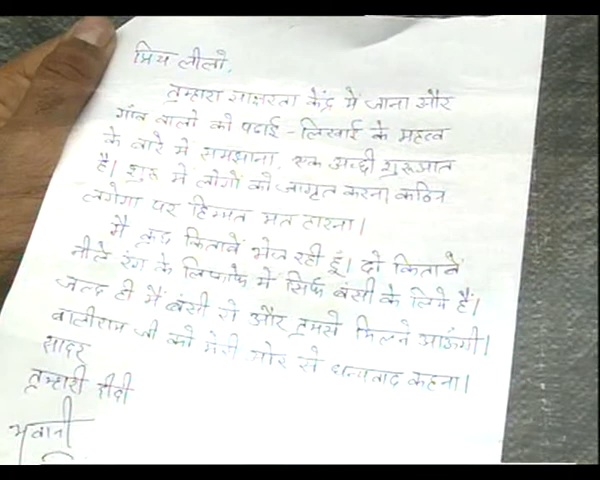 प्रिय लीलो,
तुम्हारा साक्षरता केंद्र में जाना और
गाँव वालो को पढाई-लिखाई के महत्व
के बारे मे समझाना, एक अच्छी शुरूआत
है। शुरू मे लोगों को जागृत करना कठिन
लगेगा पर हिम्मत मत हारना।
मै कुछ किताबें भेज रही हूँ। दो किताबें
नीले रंग के लिफाफे में सिर्फ बंसी के लिये हैं।
जल्द ही मैं बंसी से और तुमसे मिलने आऊंगी।
बालीराम जी को मेरी ओर से धन्यवाद कहना।
सादर
तुम्हारी दीदी
भवानी